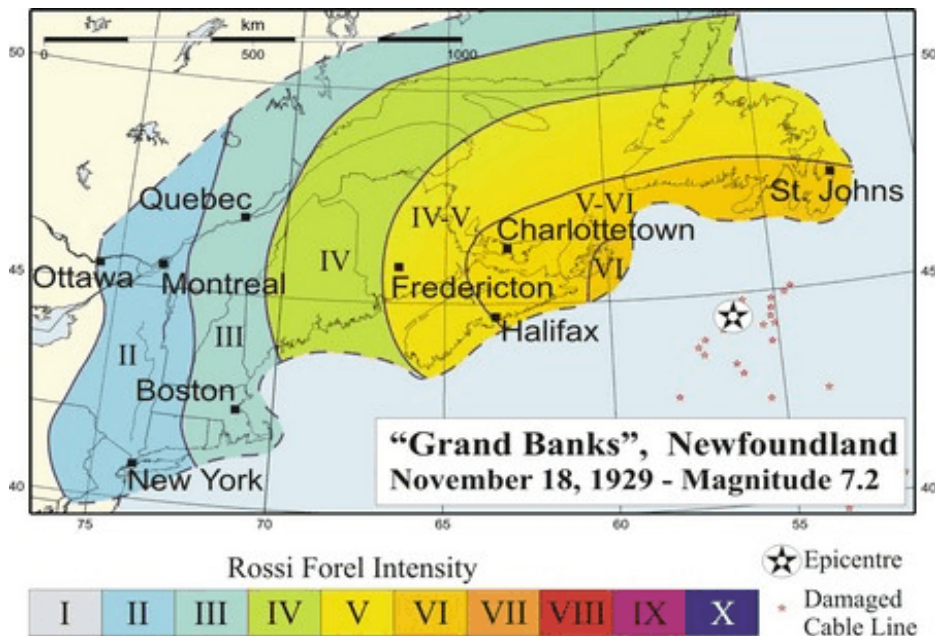 km
0 500 1000
50 50
Quebec
St. Johns
IV-V
V-VI
Charlottetown
45 45
Ottawa
Montreal
IV
VI
Fredericton
Halifax
II
III
Boston
New York
"Grand Banks", Newfoundland
November 18, 1929 - Magnitude 7.2
40 40
75 70 65 60 55
Rossi Forel Intensity
I II III IV V VI VII VIII IX X
Epicentre
Damaged
Cable Line